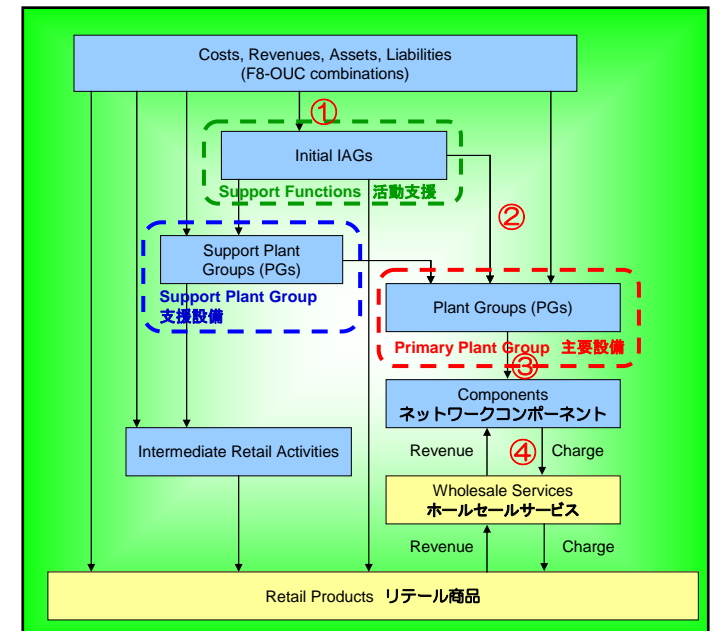 Costs, Revenues, Assets, Liabilities
(F8-OUC combinations)
①
Initial IAGs
Support Functions 活動支援
②
Support Plant
Groups (PGs)
Support Plant Group
支援設備
Plant Groups (PGs)
Primary Plant Group 主要設備
③
Components
ネットワークコンポーネント
Intermediate Retail Activities
Revenue
④
Charge
Wholesale Services
ホールセールサービス
Revenue
Charge
Retail Products リテール商品